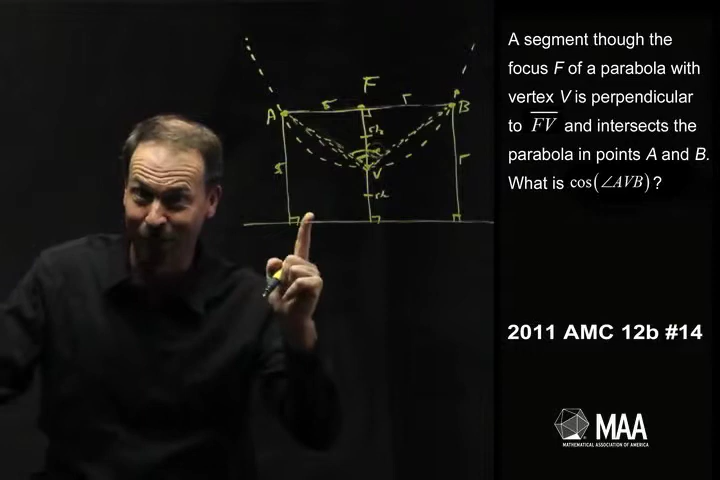 A segment though the
focus F of a parabola with
vertex V is perpendicular
to FV and intersects the
parabola in points A and B.
What is cos(∠AVB)?
2011 AMC 12b #14
MAA
MATHEMATICAL ASSOCIATION OF AMERICA
F
A
B
V